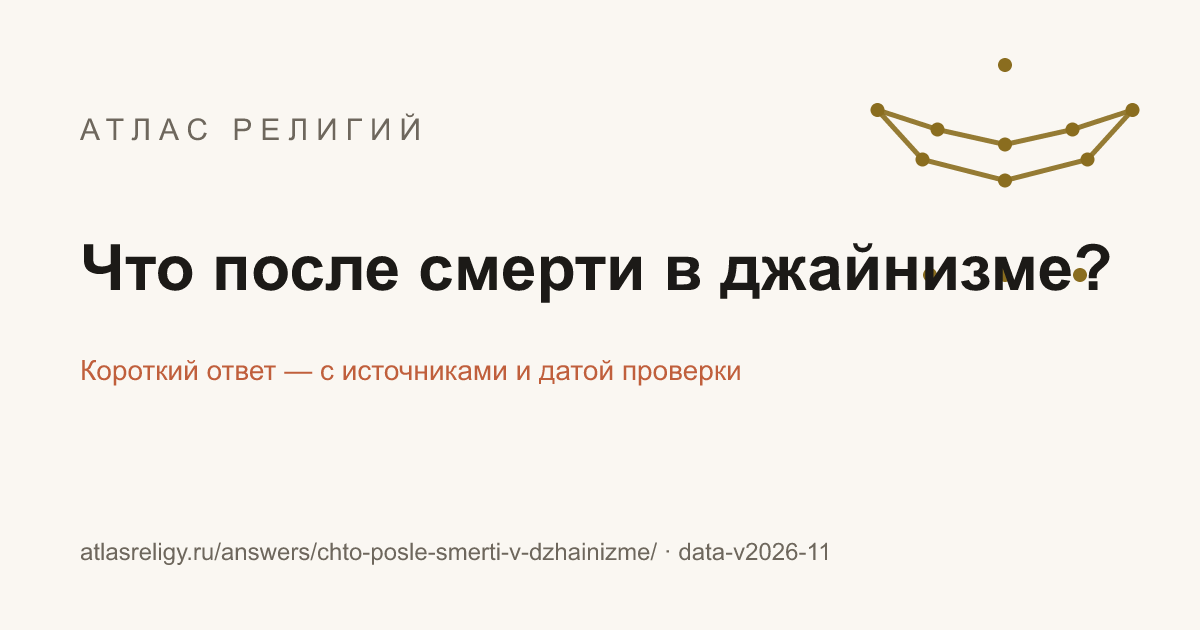 АТЛАС РЕЛИГИЙ
Что после смерти в джайнизме?
Короткий ответ — с источниками и датой проверки
atlasreligy.ru/answers/chto-posle-smerti-v-dzhainizme/ · data-v2026-11